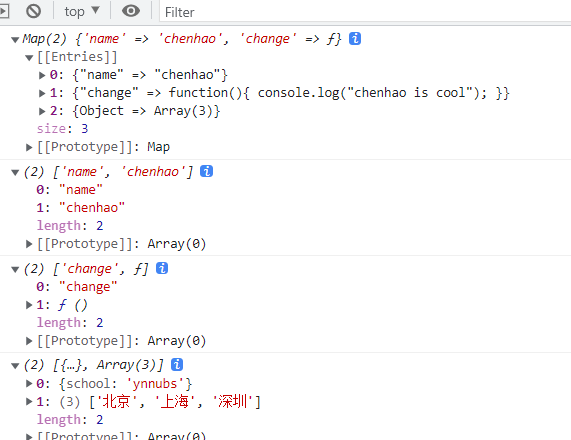 top ▼ Filter
▼Map(2) {'name' => 'chenhao', 'change' => ƒ} i
▼[[Entries]]
▶0: {"name" => "chenhao"}
▶1: {"change" => function(){ console.log("chenhao is cool"); }}
▶2: {Object => Array(3)}
size: 3
▶[[Prototype]]: Map
▼(2) ['name', 'chenhao'] i
0: "name"
1: "chenhao"
length: 2
▶[[Prototype]]: Array(0)
▼(2) ['change', ƒ] i
0: "change"
▶1: ƒ ()
length: 2
▶[[Prototype]]: Array(0)
▼(2) [{…}, Array(3)] i
▶0: {school: 'ynnubs'}
▶1: (3) ['北京', '上海', '深圳']
length: 2
▶[[Prototype]]: Array(0)